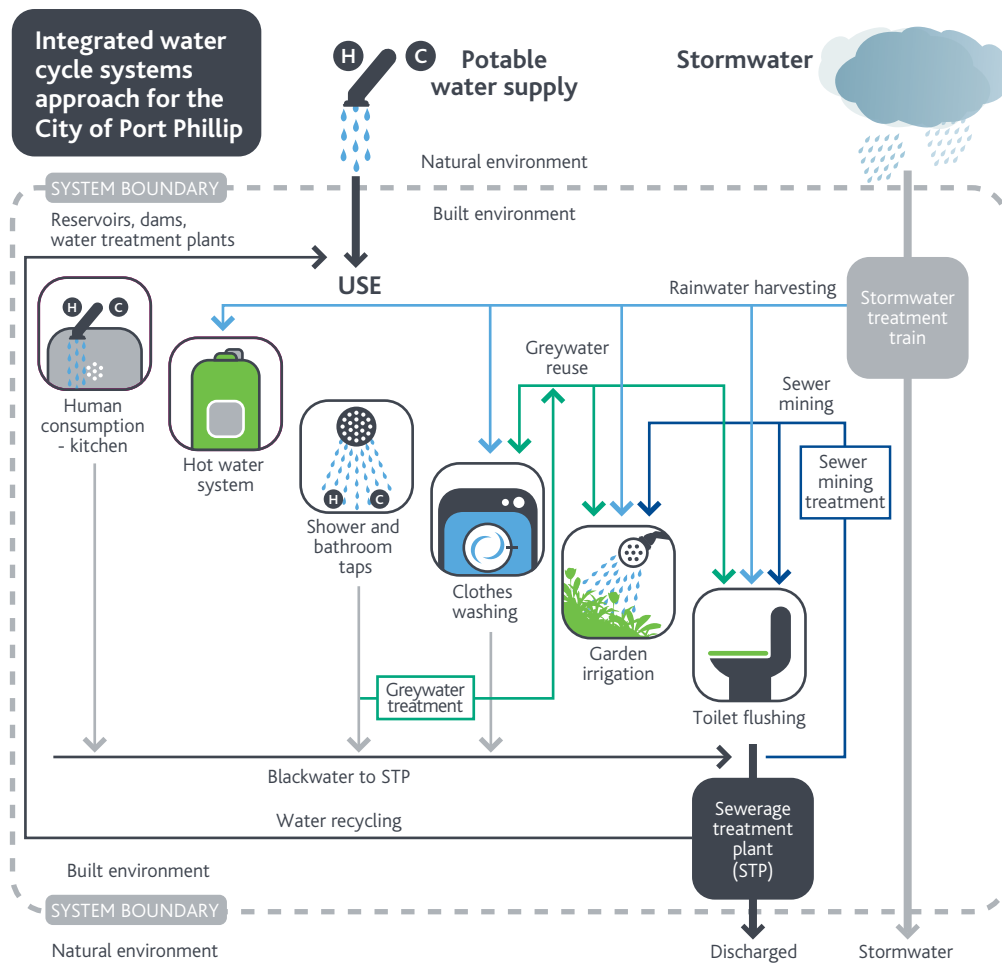 Integrated water
cycle systems
approach for the
City of Port Phillip
H
C
Potable
water supply
Stormwater
Natural environment
SYSTEM BOUNDARY
Built environment
Reservoirs, dams,
water treatment plants
USE
Rainwater harvesting
Stormwater
treatment
train
H
C
Human
consumption
- kitchen
Hot water
system
H
C
Shower and
bathroom
taps
Greywater
reuse
Clothes
washing
Sewer
mining
Sewer
mining
treatment
Garden
irrigation
Toilet flushing
Greywater
treatment
Blackwater to STP
Water recycling
Sewerage
treatment
plant
(STP)
Built environment
SYSTEM BOUNDARY
Natural environment
Discharged
Stormwater